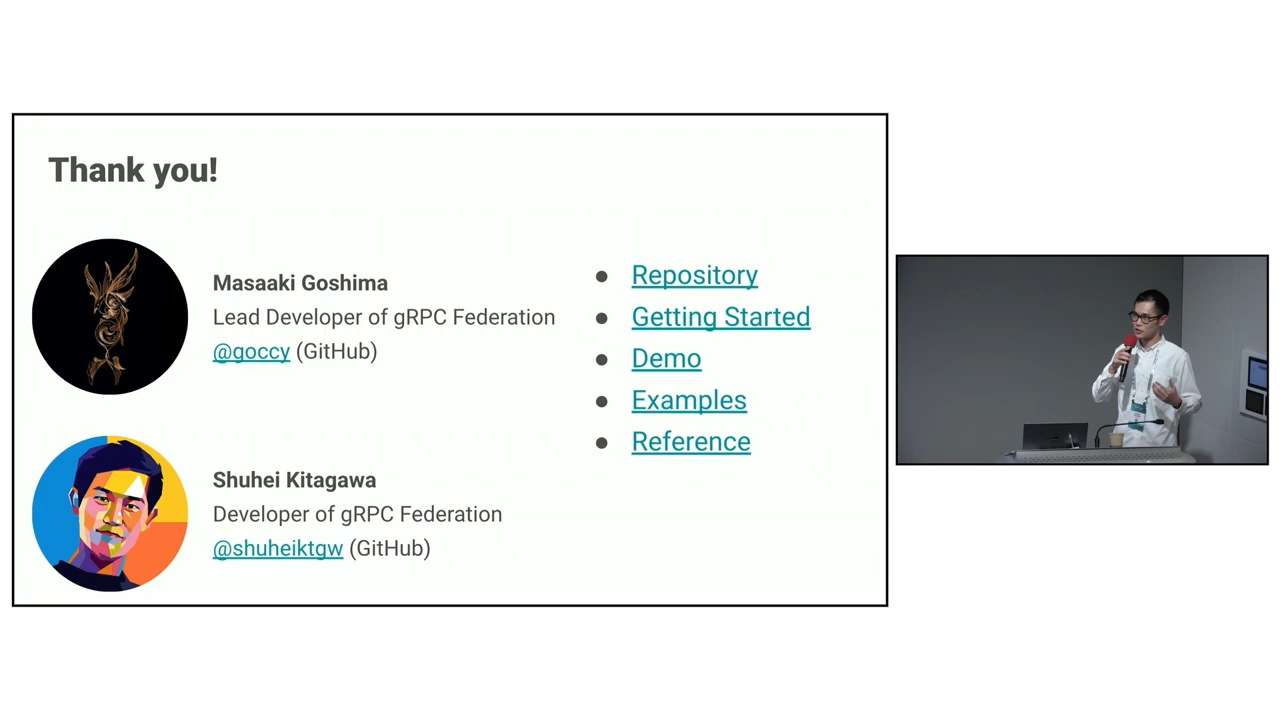 Thank you!
Masaaki Goshima
Lead Developer of gRPC Federation
@goccy (GitHub)
Shuhei Kitagawa
Developer of gRPC Federation
@shuheiktgw (GitHub)
● Repository
● Getting Started
● Demo
● Examples
● Reference